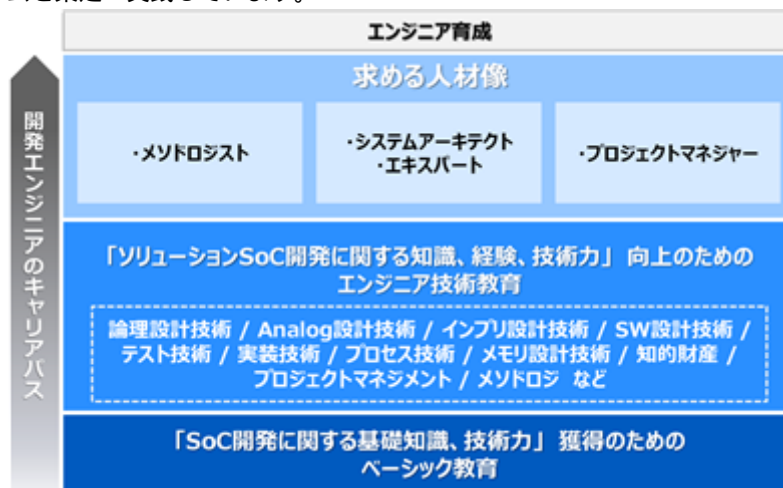 エンジニア育成
求める人材像
・メソドロジスト
・システムアーキテクト
・エキスパート
・プロジェクトマネジャー
開発エンジニアのキャリアパス
「ソリューションSoC開発に関する知識、経験、技術力」 向上のための
エンジニア技術教育
論理設計技術 / Analog設計技術 / インプリ設計技術 / SW設計技術 /
テスト技術 / 実装技術 / プロセス技術 / メモリ設計技術 / 知的財産 /
プロジェクトマネジメント / メソドロジ など
「SoC開発に関する基礎知識、技術力」 獲得のための
ベーシック教育